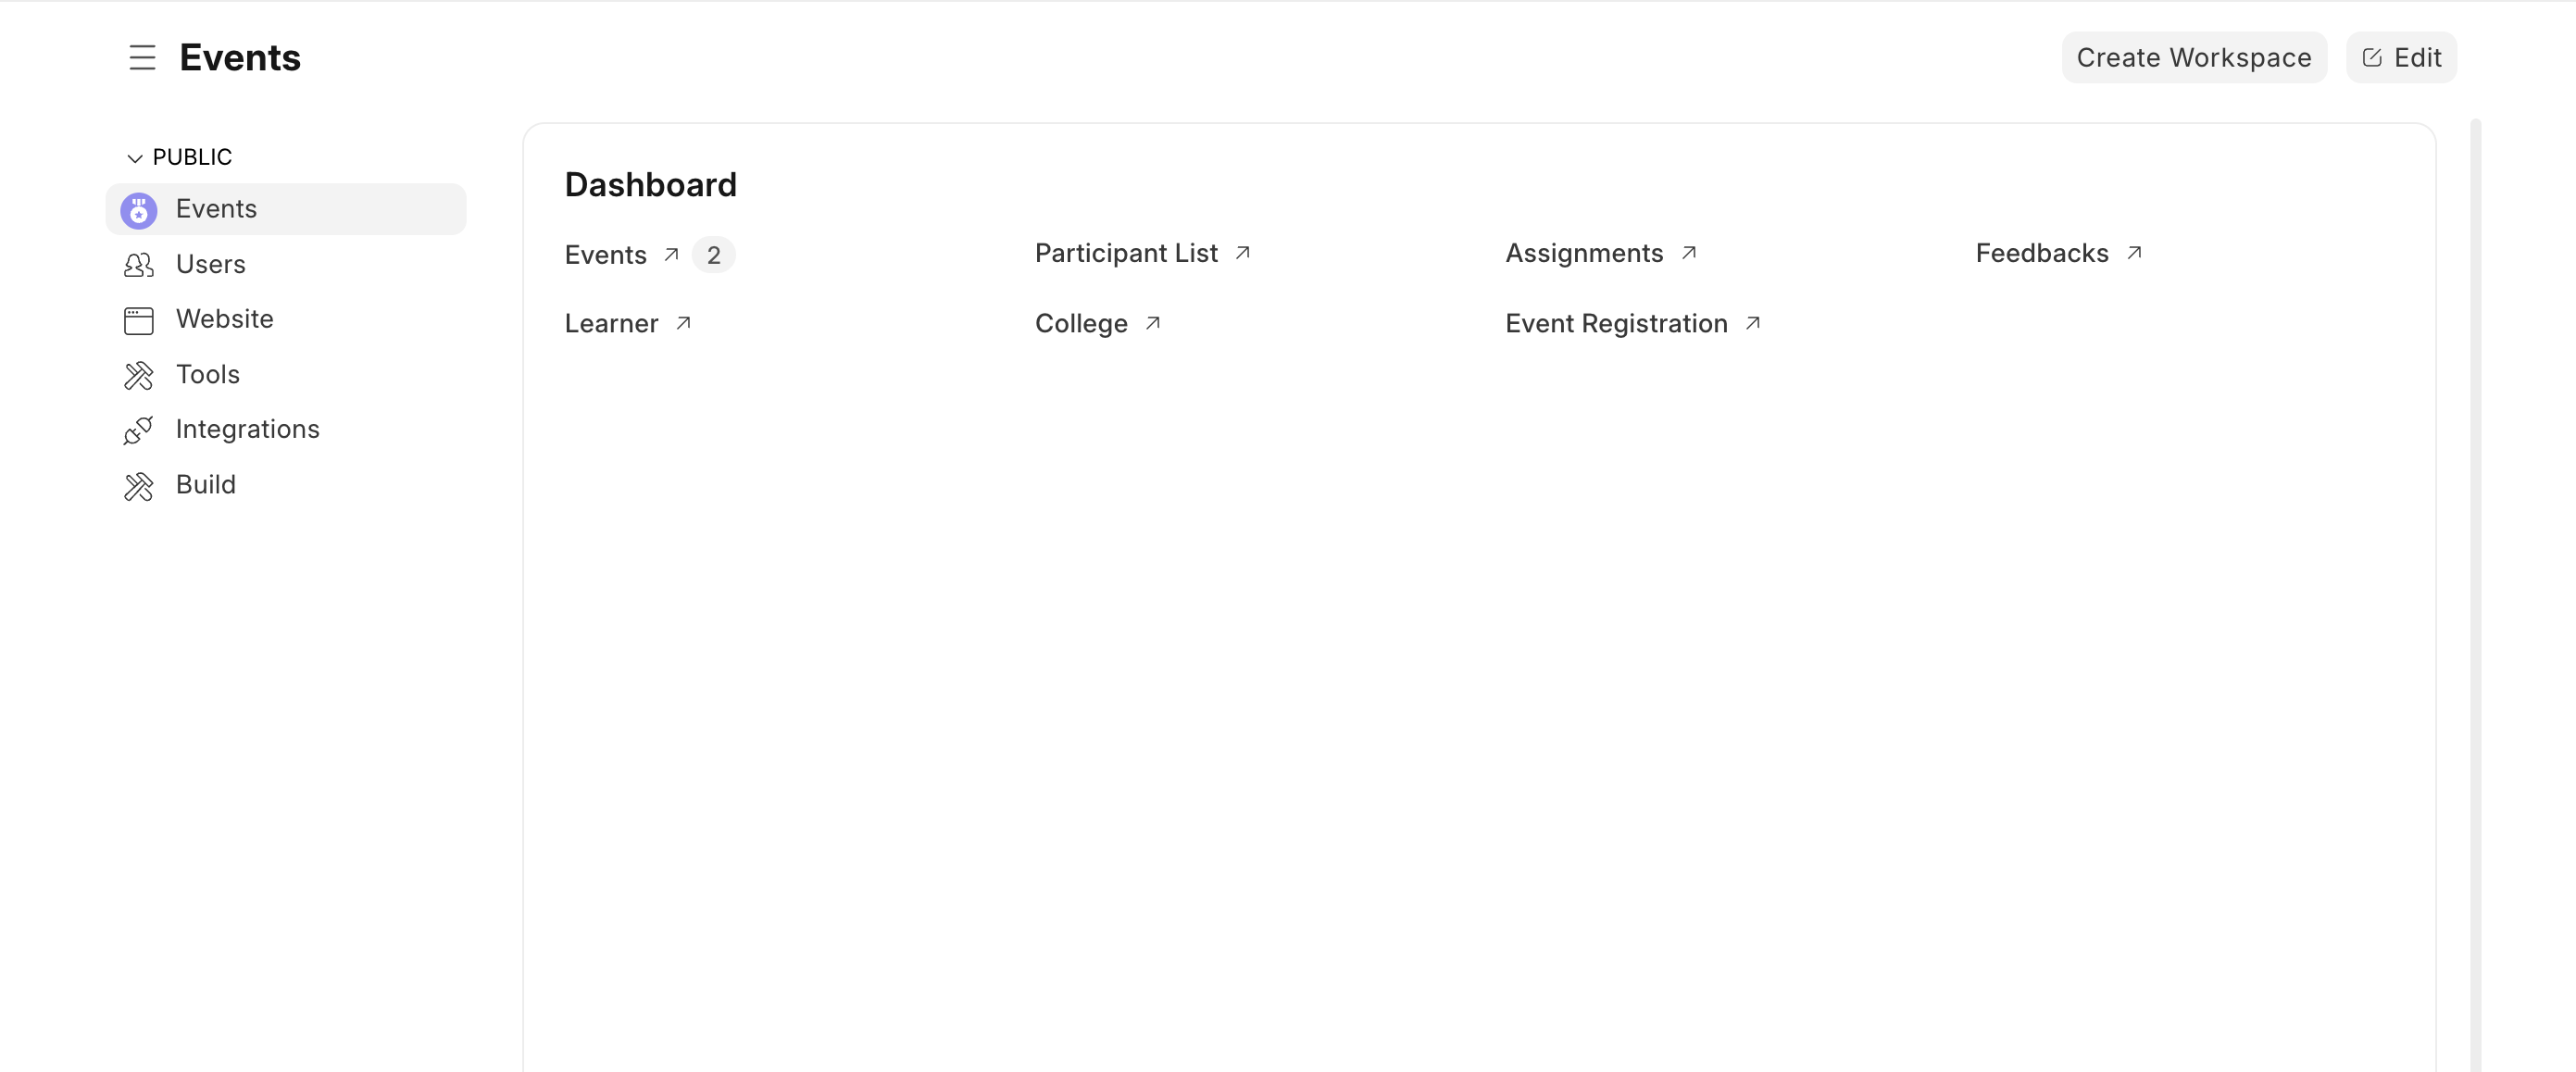 Events
Create Workspace
Edit
PUBLIC
Events
Users
Website
Tools
Integrations
Build
Dashboard
Events 2
Participant List
Assignments
Feedbacks
Learner
College
Event Registration